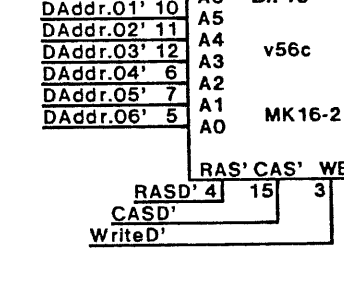 DAddr.01' 10
DAddr.02' 11 A5
DAddr.03' 12 A4 v56c
DAddr.04' 6 A3
DAddr.05' 7 A2
DAddr.06' 5 A1 MK16-2
A0
RAS' CAS' WE
RASD' 4 15 3
CASD'
WriteD'